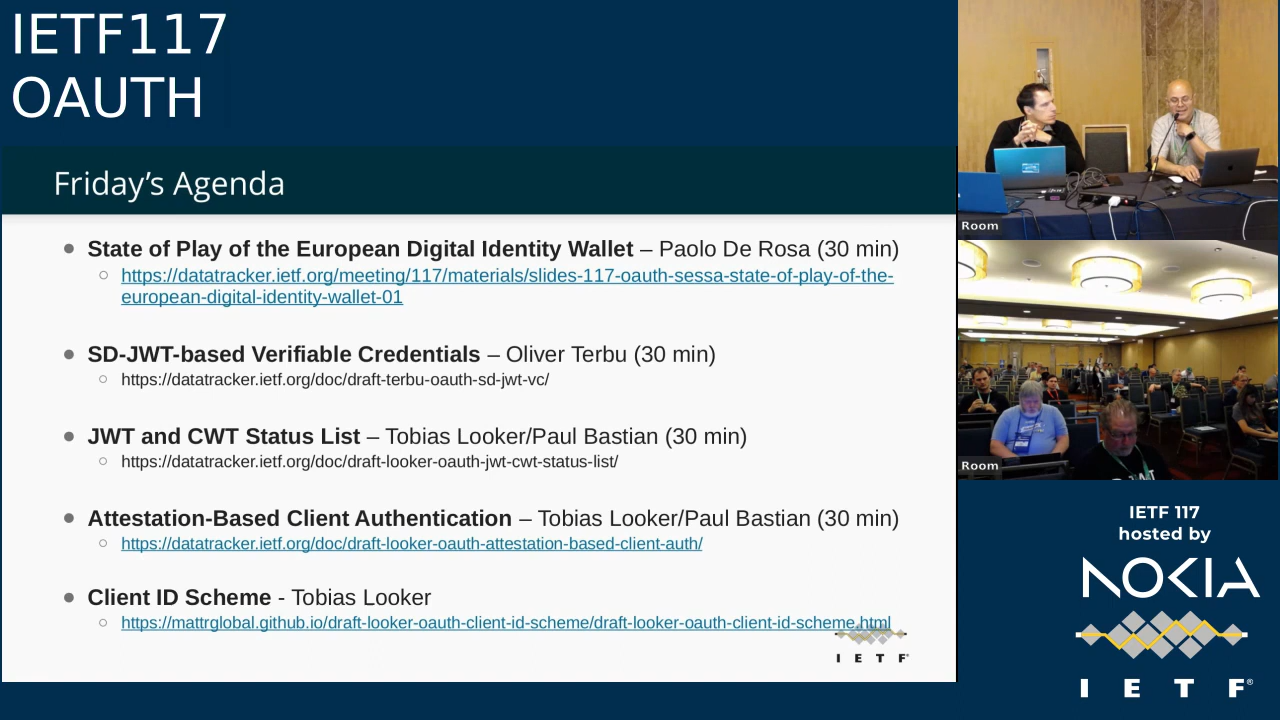 IETF117
OAUTH
Friday's Agenda
• State of Play of the European Digital Identity Wallet – Paolo De Rosa (30 min)
○ https://datatracker.ietf.org/meeting/117/materials/slides-117-oauth-sessa-state-of-play-of-the-
european-digital-identity-wallet-01
• SD-JWT-based Verifiable Credentials – Oliver Terbu (30 min)
○ https://datatracker.ietf.org/doc/draft-terbu-oauth-sd-jwt-vc/
• JWT and CWT Status List – Tobias Looker/Paul Bastian (30 min)
○ https://datatracker.ietf.org/doc/draft-looker-oauth-jwt-cwt-status-list/
• Attestation-Based Client Authentication – Tobias Looker/Paul Bastian (30 min)
○ https://datatracker.ietf.org/doc/draft-looker-oauth-attestation-based-client-auth/
• Client ID Scheme - Tobias Looker
○ https://mattrglobal.github.io/draft-looker-oauth-client-id-scheme/draft-looker-oauth-client-id-scheme.html
I E T F®
Room
Room
IETF 117
hosted by
NOKIA
I E T F®